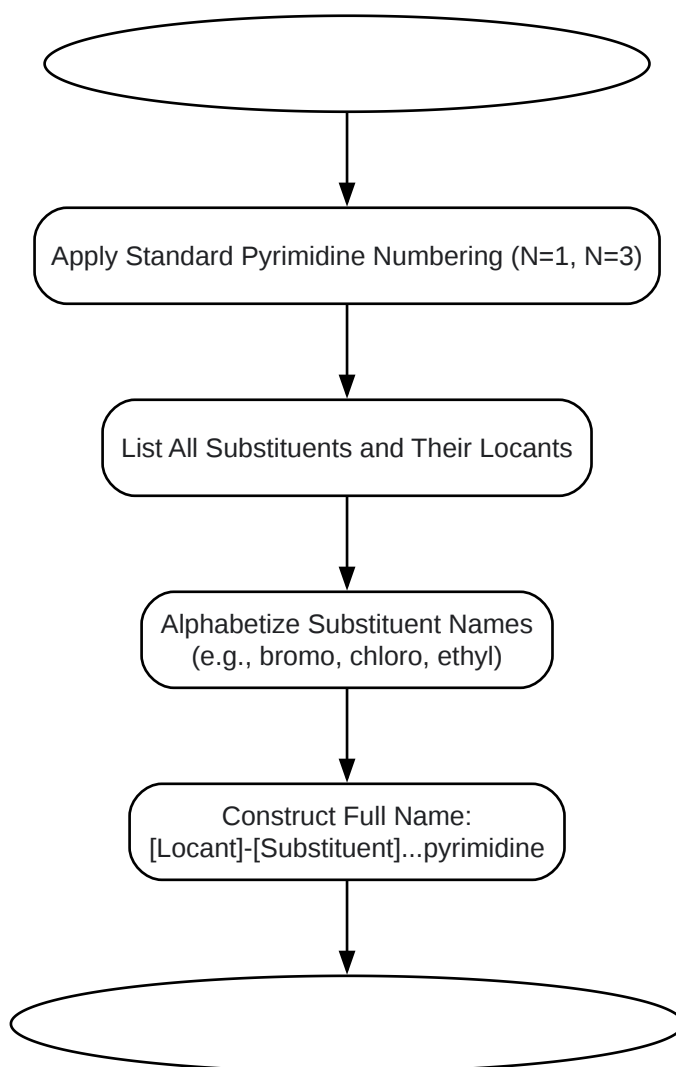 Apply Standard Pyrimidine Numbering (N=1, N=3)
List All Substituents and Their Locants
Alphabetize Substituent Names
(e.g., bromo, chloro, ethyl)
Construct Full Name:
[Locant]-[Substituent]...pyrimidine